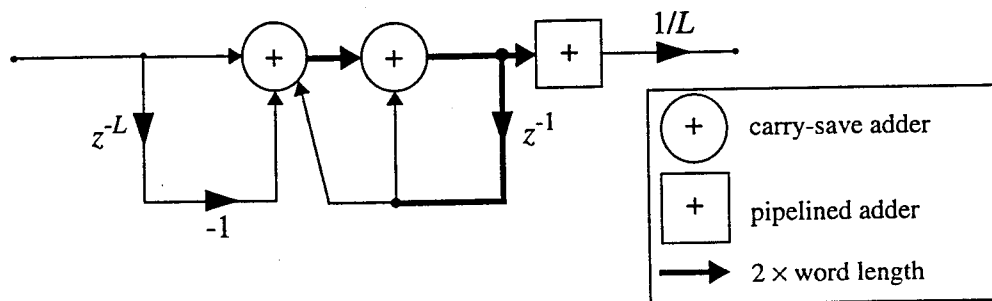 1/L
+
+
+
z^-L
z^-1
-1
+ carry-save adder
+ pipelined adder
2 × word length